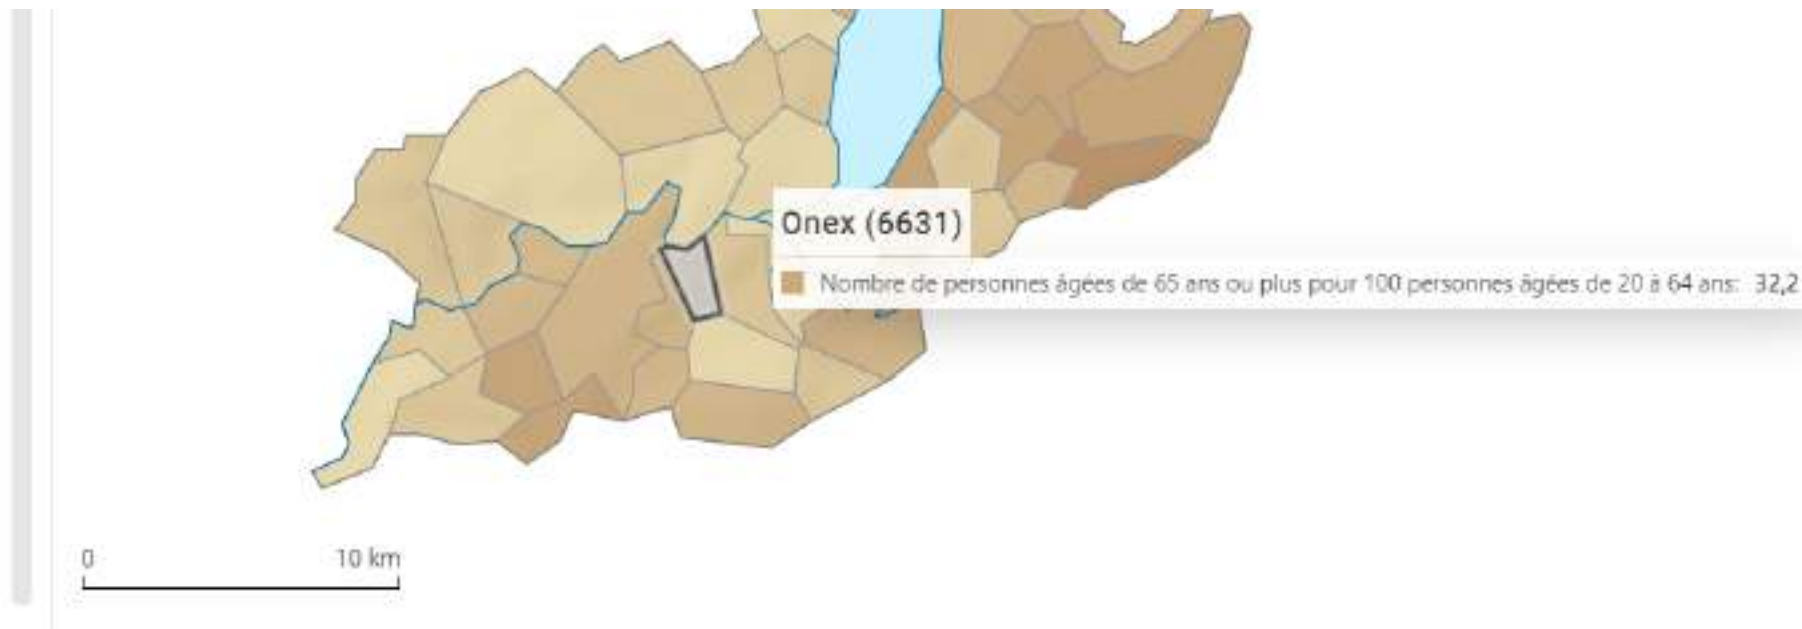 Onex (6631)
Nombre de personnes âgées de 65 ans ou plus pour 100 personnes âgées de 20 à 64 ans: 32,2
0 10 km